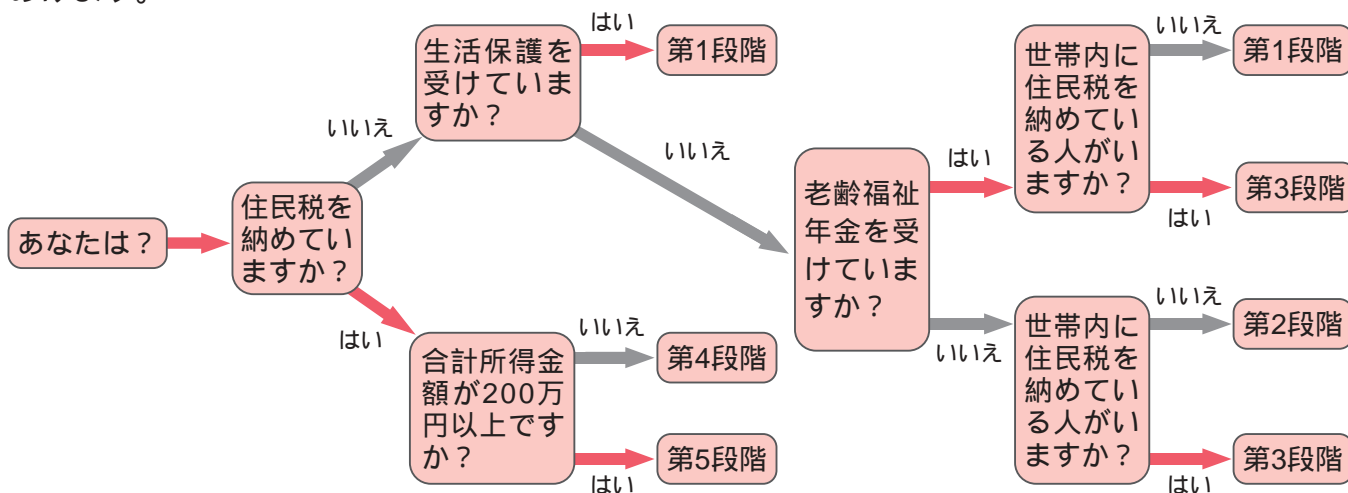 あなたは？
住民税を
納めてい
ますか？
いいえ
はい
生活保護を
受けていま
すか？
はい
第1段階
いいえ
合計所得金
額が200万
円以上です
か？
いいえ
第4段階
はい
第5段階
老齢福祉
年金を受
けていま
すか？
はい
いいえ
世帯内に
住民税を
納めてい
る人がい
ますか？
いいえ
第1段階
はい
第3段階
世帯内に
住民税を
納めてい
る人がい
ますか？
いいえ
第2段階
はい
第3段階